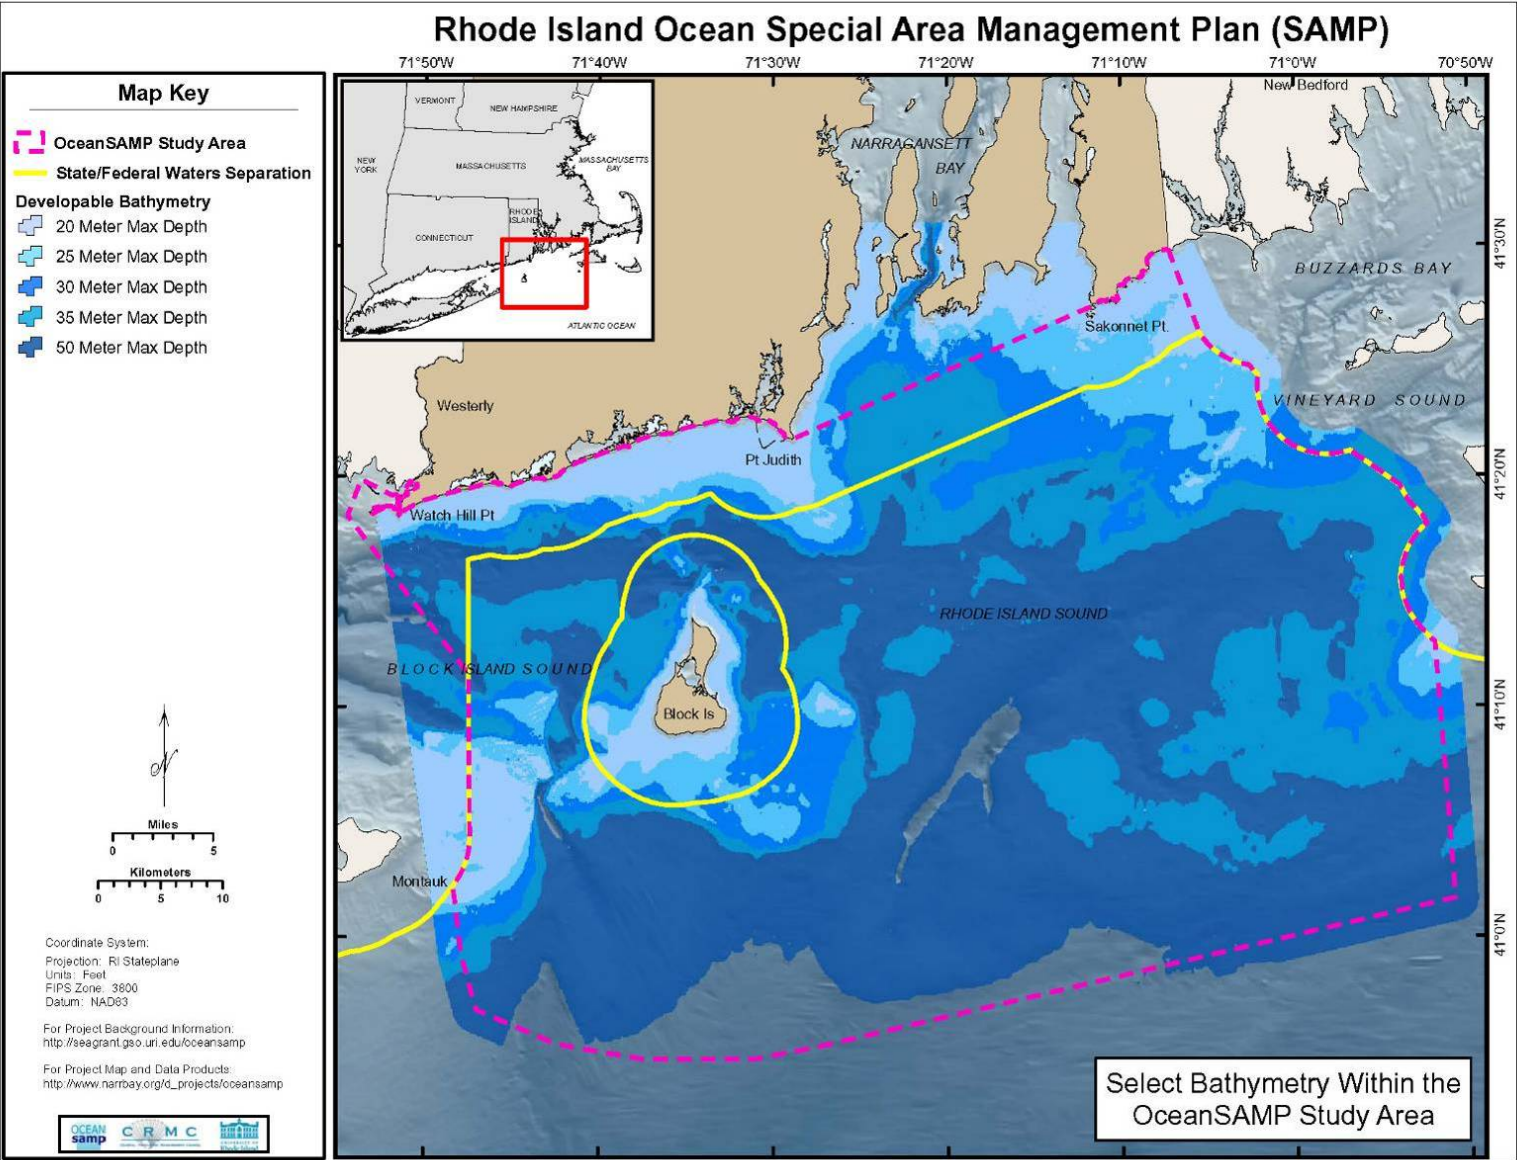 Rhode Island Ocean Special Area Management Plan (SAMP)
71°50'W
71°40'W
71°30'W
71°20'W
71°10'W
71°0'W
70°50'W
Map Key
OceanSAMP Study Area
State/Federal Waters Separation
Developable Bathymetry
20 Meter Max Depth
25 Meter Max Depth
30 Meter Max Depth
35 Meter Max Depth
50 Meter Max Depth
Miles
0 5
Kilometers
0 5 10
Coordinate System:
Projection: RI Stateplane
Units: Feet
FIPS Zone: 3800
Datum: NAD83
For Project Background Information:
http://seagrant.gso.uri.edu/oceansamp
For Project Map and Data Products:
http://www.narrbay.org/d_projects/oceansamp
OCEAN
samp
CRMC
VERMONT
NEW HAMPSHIRE
NEW
YORK
MASSACHUSETTS
MASSACHUSETTS
BAY
RHODE
ISLAND
CONNECTICUT
ATLANTIC OCEAN
New Bedford
NARRAGANSETT
BAY
BUZZARDS BAY
Sakonnet Pt.
VINEYARD SOUND
Westerly
Pt Judith
Watch Hill Pt
RHODE ISLAND SOUND
BLOCK ISLAND SOUND
Block Is
Montauk
41°30'N
41°20'N
41°10'N
41°0'N
Select Bathymetry Within the
OceanSAMP Study Area